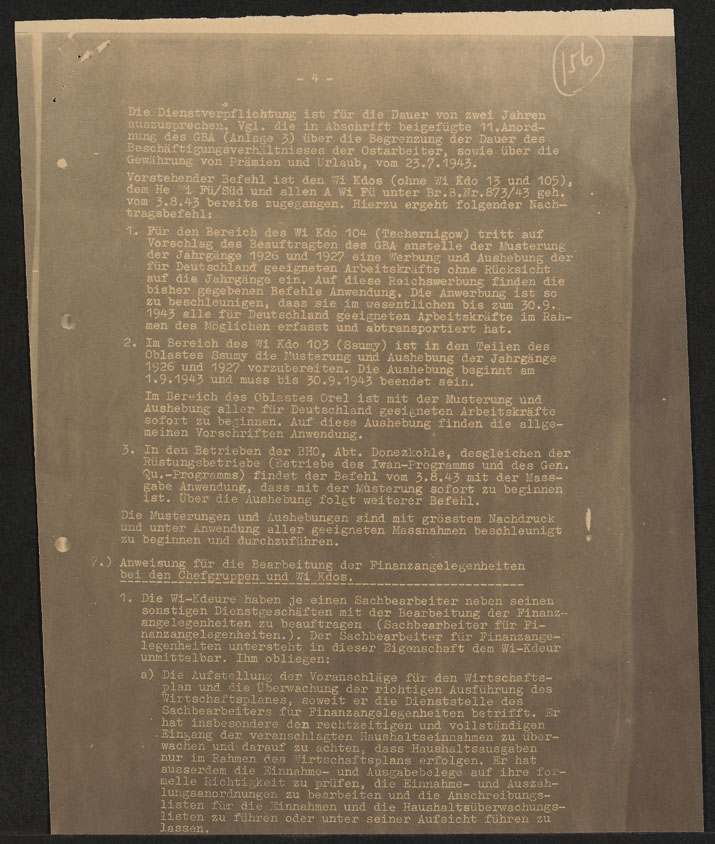 156
- 4 -
Die Dienstverpflichtung ist für die Dauer von zwei Jahren
auszusprechen. Vgl. die in Abschrift beigefügte 11.Anord-
nung des GBA (Anlage 3) über die Begrenzung der Dauer des
Beschäftigungsverhältnisses der Ostarbeiter, sowie über die
Gewährung von Prämien und Urlaub, vom 23.7.1943.
Vorstehender Befehl ist den Wi Kdos (ohne Wi Kdo 13 und 105),
dem He Wi Fü/Süd und allen A Wi Fü unter Br.B.Nr.873/43 geh.
vom 3.8.43 bereits zugegangen. Hierzu ergeht folgender Nach-
tragsbefehl:
1. Für den Bereich des Wi Kdo 104 (Tschernigow) tritt auf
Vorschlag des Beauftragten des GBA anstelle der Musterung
der Jahrgänge 1926 und 1927 eine Werbung und Aushebung der
für Deutschland geeigneten Arbeitskräfte ohne Rücksicht
auf die Jahrgänge ein. Auf diese Reichswerbung finden die
bisher gegebenen Befehle Anwendung. Die Anwerbung ist so
zu beschleunigen, dass sie im wesentlichen bis zum 30.9.
1943 alle für Deutschland geeigneten Arbeitskräfte im Rah-
men des Möglichen erfasst und abtransportiert hat.
2. Im Bereich des Wi Kdo 103 (Ssumy) ist in den Teilen des
Oblastes Ssumy die Musterung und Aushebung der Jahrgänge
1926 und 1927 vorzubereiten. Die Aushebung beginnt am
1.9.1943 und muss bis 30.9.1943 beendet sein.
Im Bereich des Oblastes Orel ist mit der Musterung und
Aushebung aller für Deutschland geeigneten Arbeitskräfte
sofort zu beginnen. Auf diese Aushebung finden die allge-
meinen Vorschriften Anwendung.
3. In den Betrieben der BHO, Abt. Donezkohle, desgleichen der
Rüstungsbetriebe (Betriebe des Iwan-Programms und des Gen.
Qu.-Programms) findet der Befehl vom 3.8.43 mit der Mass-
gabe Anwendung, dass mit der Musterung sofort zu beginnen
ist. Über die Aushebung folgt weiterer Befehl.
Die Musterungen und Aushebungen sind mit grösstem Nachdruck
und unter Anwendung aller geeigneten Massnahmen beschleunigt
zu beginnen und durchzuführen.
7.) Anweisung für die Bearbeitung der Finanzangelegenheiten
bei den Chefgruppen und Wi Kdos.
1. Die Wi-Kdeure haben je einen Sachbearbeiter neben seinen
sonstigen Dienstgeschäften mit der Bearbeitung der Finanz-
angelegenheiten zu beauftragen (Sachbearbeiter für Fi-
nanzangelegenheiten.). Der Sachbearbeiter für Finanzange-
legenheiten untersteht in dieser Eigenschaft dem Wi-Kdeur
unmittelbar. Ihm obliegen:
a) Die Aufstellung der Voranschläge für den Wirtschafts-
plan und die Überwachung der richtigen Ausführung des
Wirtschaftsplanes, soweit er die Dienststelle des
Sachbearbeiters für Finanzangelegenheiten betrifft. Er
hat insbesondere den rechtzeitigen und vollständigen
Eingang der veranschlagten Haushaltseinnahmen zu über-
wachen und darauf zu achten, dass Haushaltsausgaben
nur im Rahmen des Wirtschaftsplans erfolgen. Er hat
ausserdem die Einnahme- und Ausgabebelege auf ihre for-
melle Richtigkeit zu prüfen, die Einnahme- und Auszah-
lungsanordnungen zu bearbeiten und die Anschreibungs-
listen für die Einnahmen und die Haushaltsüberwachungs-
listen zu führen oder unter seiner Aufsicht führen zu
lassen.